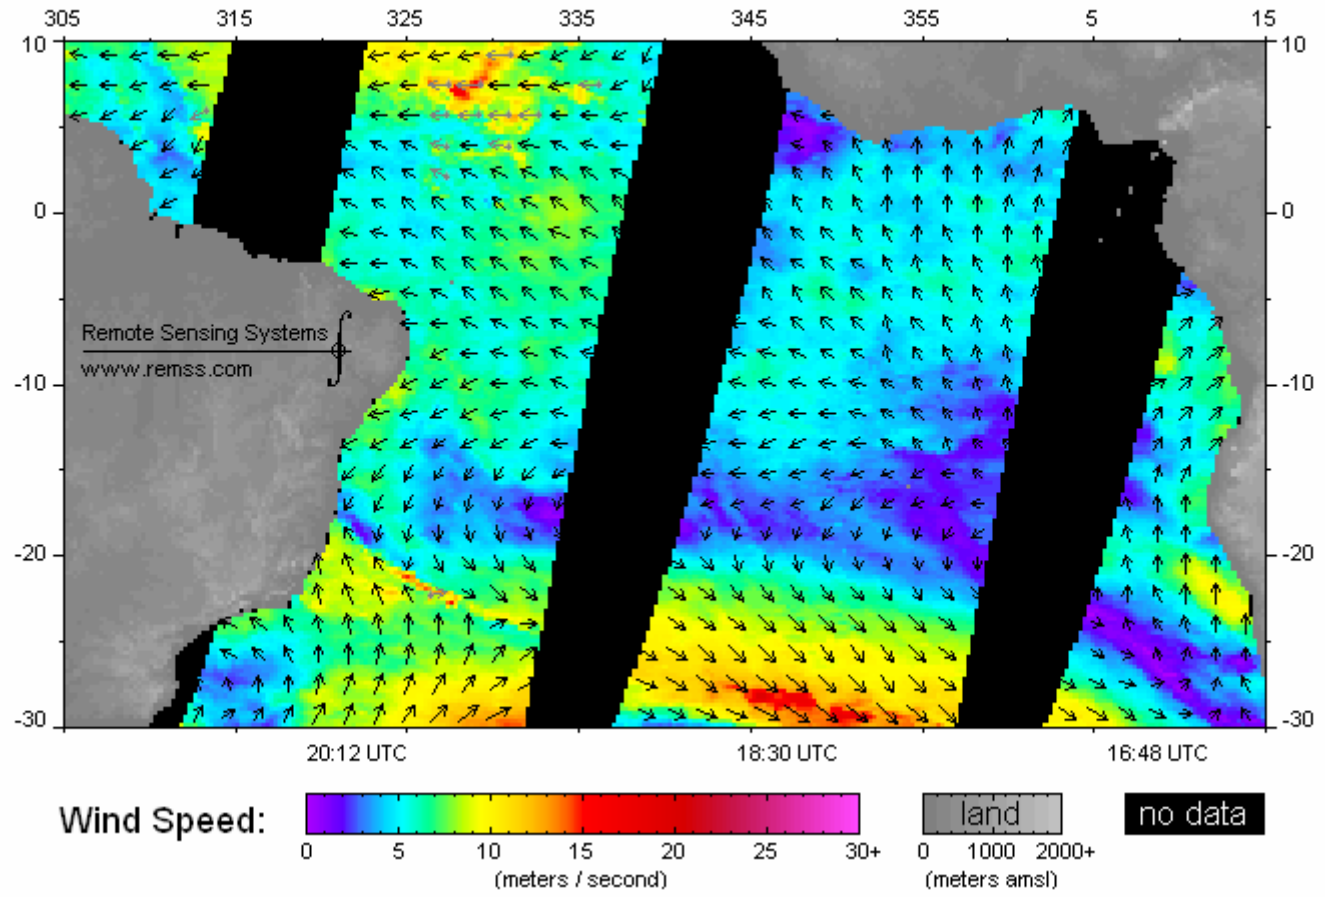 305 315 325 335 345 355 5 15
10 10
0 0
Remote Sensing Systems
www.remss.com
-10 -10
-20 -20
-30 -30
20:12 UTC 18:30 UTC 16:48 UTC
Wind Speed: land no data
0 5 10 15 20 25 30+ 0 1000 2000+
(meters / second) (meters amsl)